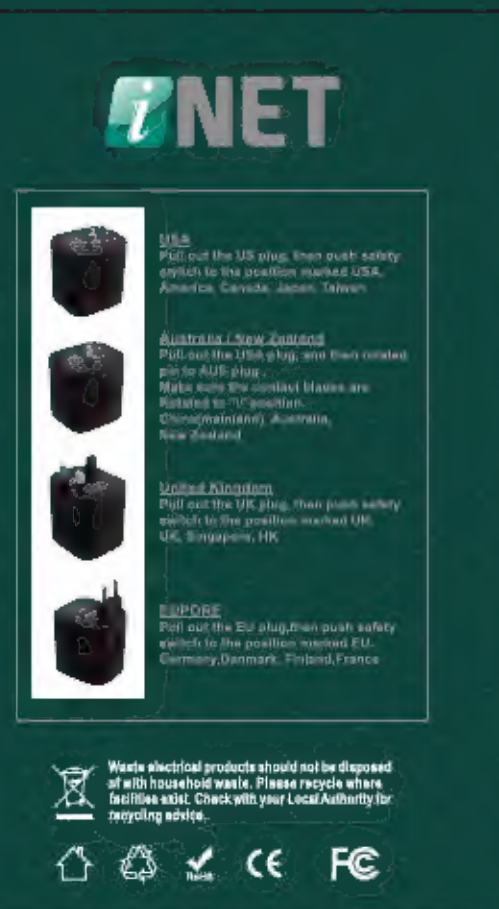 iNET
USA
Pull out the US plug, then push safety
switch to the position marked USA.
America, Canada, Japan, Taiwan
Australia / New Zealand
Pull out the USA plug, and then rotated
pin to AUS plug .
Make sure the contact blades are
Rotated to "\/"position.
China(mainland), Australia,
New Zealand
United Kingdom
Pull out the UK plug, then push safety
switch to the position marked UK.
UK, Singapore, HK
EUPORE
Pull out the EU plug,then push safety
switch to the position marked EU.
Germany,Danmark, Finland,France
Waste electrical products should not be disposed
of with household waste. Please recycle where
facilities exist. Check with your Local Authority for
recycling advice.
RoHS CE FC